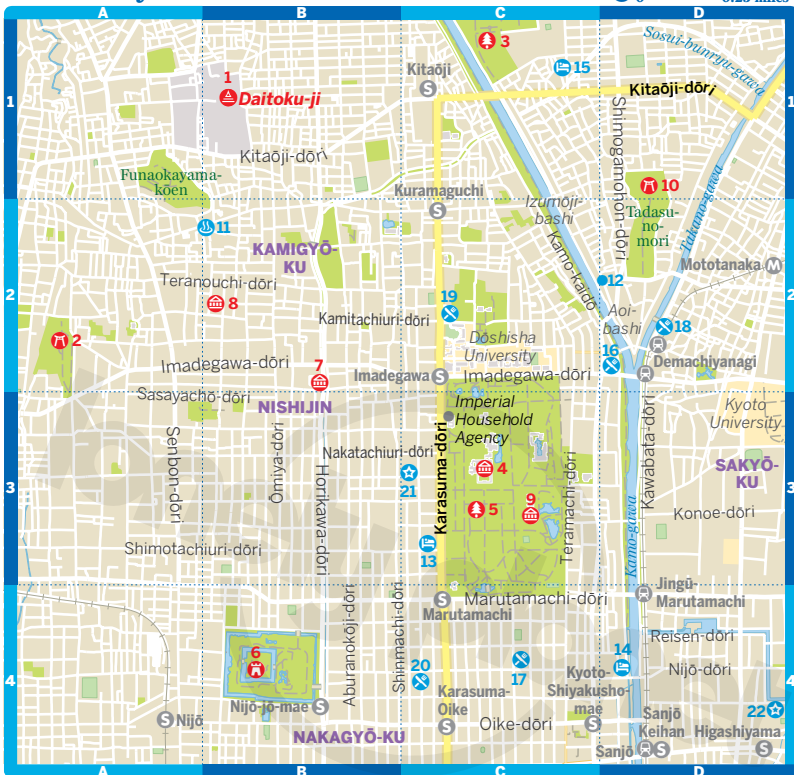 A
B
C
D
1
1
Daitoku-ji
Kitaōji
3
15
Kitaōji-dōri
Sosui-bunryu-gawa
1
Kitaōji-dōri
Shimogamohon-dōri
Funaokayama-
kōen
Kuramaguchi
10
Izumōji-
bashi
Tadasu-
no-
mori
Takano-gawa
11
KAMIGYŌ-
KU
Kamo-kaidō
Mototanaka
2
Teranouchi-dōri
8
12
2
Kamitachiuri-dōri
19
Aoi-
bashi
18
2
Dōshisha
University
16
Imadegawa-dōri
7
Imadegawa
Imadegawa-dōri
Demachiyanagi
Sasayachō-dōri
NISHIJIN
Imperial
Household
Agency
Kyoto
University
Senbon-dōri
Ōmiya-dōri
Horikawa-dōri
Nakatachiuri-dōri
Karasuma-dōri
Teramachi-dōri
Kawabata-dōri
SAKYŌ-
KU
3
21
4
3
5
9
Konoe-dōri
Shimotachiuri-dōri
13
Kamo-gawa
Marutamachi
Marutamachi-dōri
Jingū-
Marutamachi
Aburanokōji-dōri
Shinmachi-dōri
Reisen-dōri
4
6
20
17
Kyoto-
Shiyakusho-
mae
14
Nijō-dōri
4
Nijō
Nijō-jō-mae
Karasuma-
Oike
22
NAKAGYŌ-KU
Oike-dōri
Sanjō
Keihan
Higashiyama
Sanjō
A
B
C
D